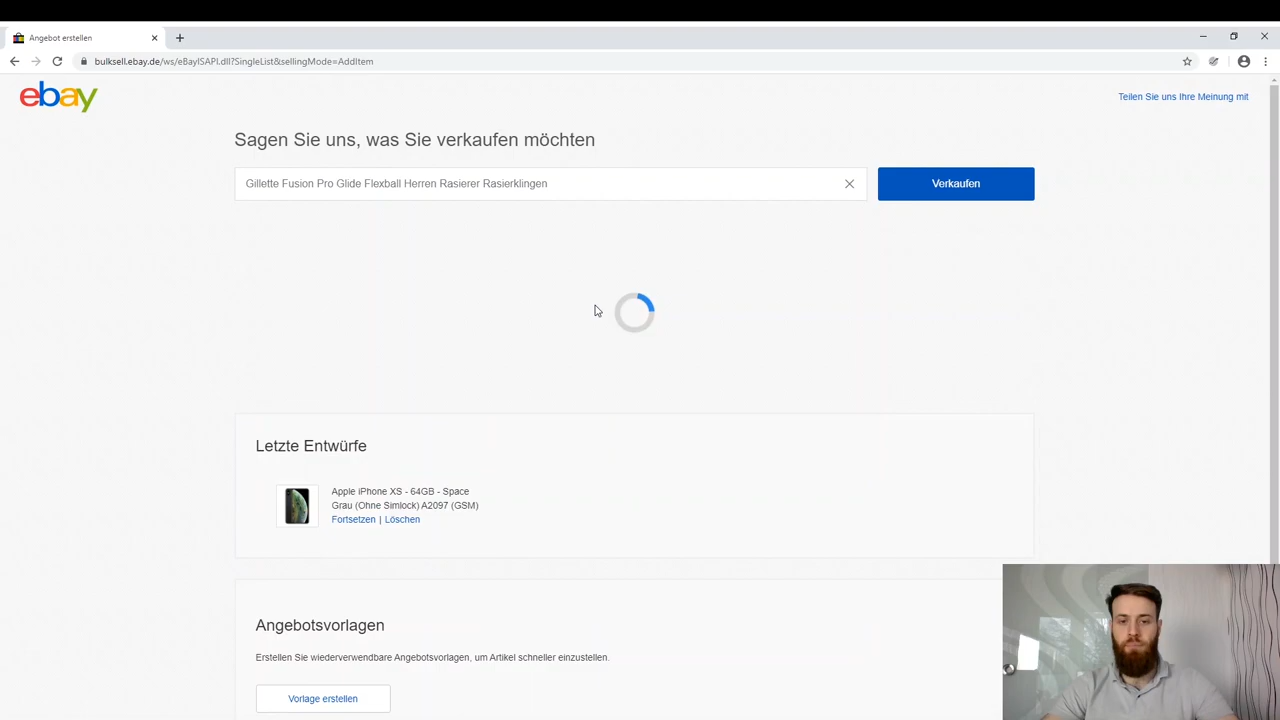 Angebot erstellen
bulksell.ebay.de/ws/eBayISAPI.dll?SingleList&sellingMode=AddItem
ebay
Teilen Sie uns Ihre Meinung mit
Sagen Sie uns, was Sie verkaufen möchten
Gillette Fusion Pro Glide Flexball Herren Rasierer Rasierklingen
Verkaufen
Letzte Entwürfe
Apple iPhone XS - 64GB - Space
Grau (Ohne Simlock) A2097 (GSM)
Fortsetzen | Löschen
Angebotsvorlagen
Erstellen Sie wiederverwendbare Angebotsvorlagen, um Artikel schneller einzustellen.
Vorlage erstellen